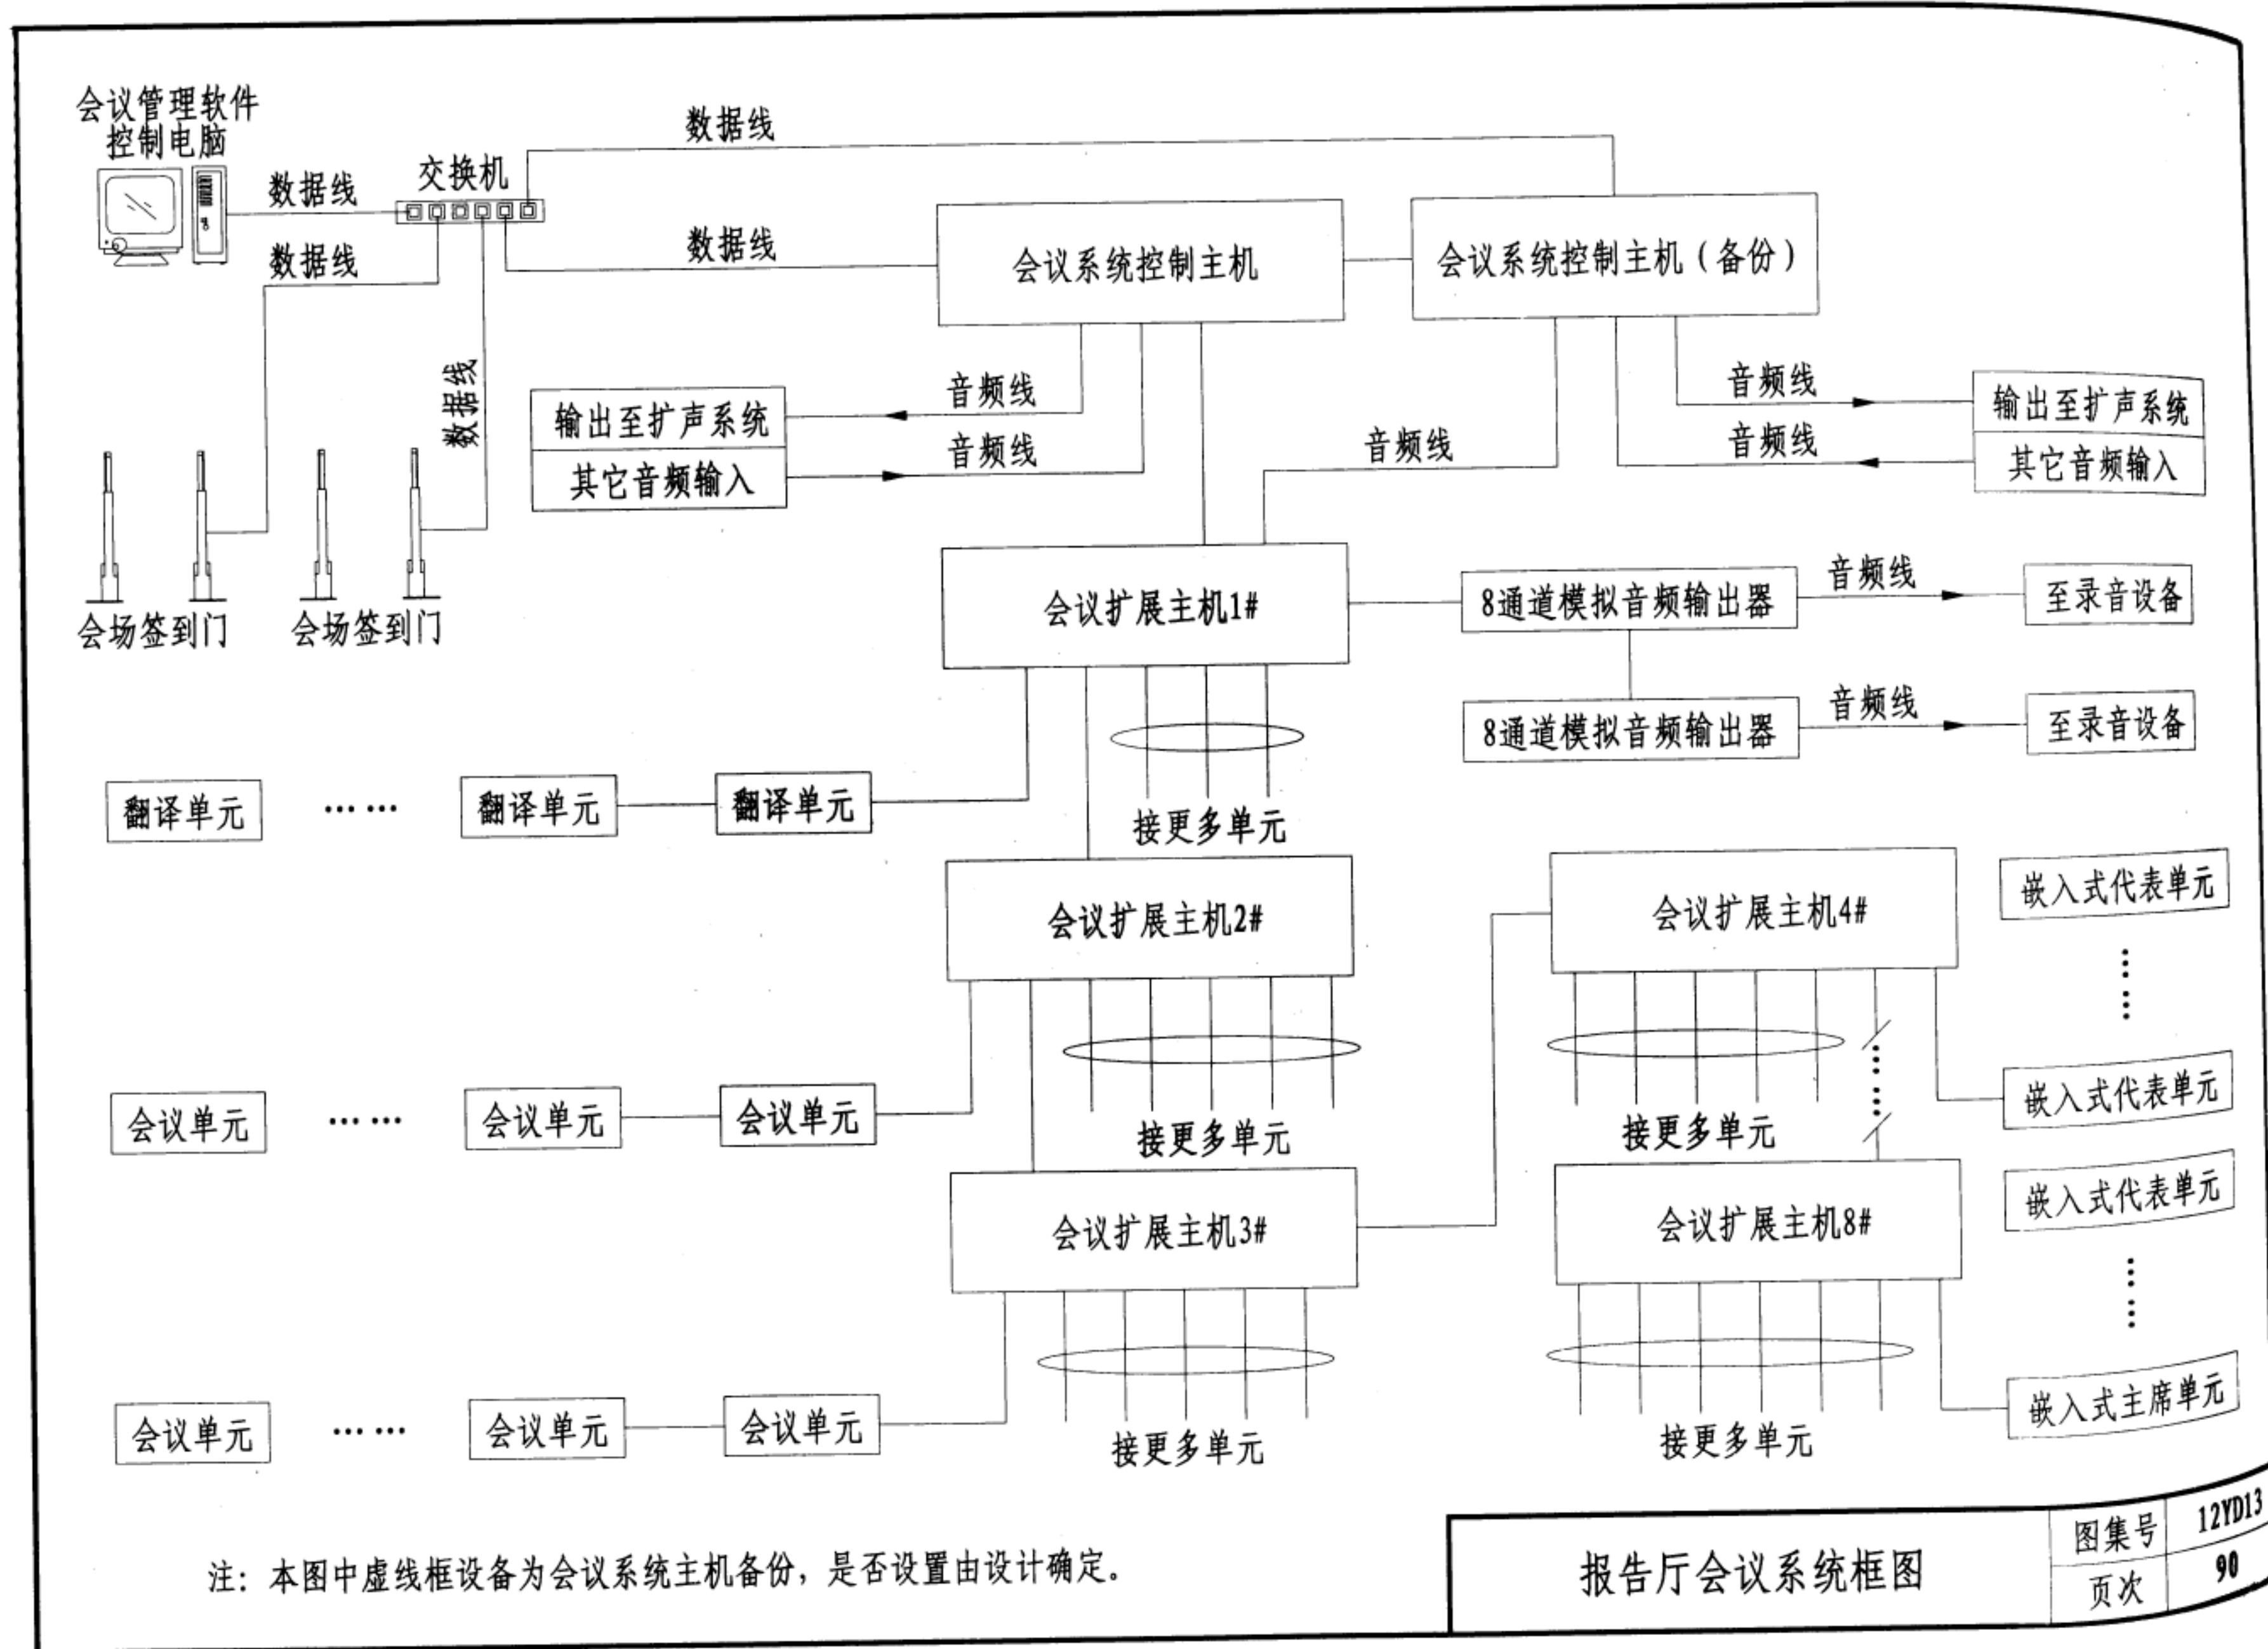 会议管理软件
控制电脑
数据线
交换机
数据线
数据线
数据线
数据线
会议系统控制主机
会议系统控制主机（备份）
音频线
输出至扩声系统
音频线
其它音频输入
音频线
音频线
输出至扩声系统
音频线
其它音频输入
会场签到门
会场签到门
会议扩展主机1#
8通道模拟音频输出器
音频线
至录音设备
8通道模拟音频输出器
音频线
至录音设备
翻译单元
……
翻译单元
翻译单元
接更多单元
会议扩展主机2#
会议扩展主机4#
嵌入式代表单元
……
嵌入式代表单元
会议单元
……
会议单元
会议单元
接更多单元
接更多单元
……
会议扩展主机3#
会议扩展主机8#
嵌入式代表单元
……
嵌入式主席单元
会议单元
……
会议单元
会议单元
接更多单元
接更多单元
注：本图中虚线框设备为会议系统主机备份，是否设置由设计确定。
报告厅会议系统框图
图集号
12YD13
页次
90